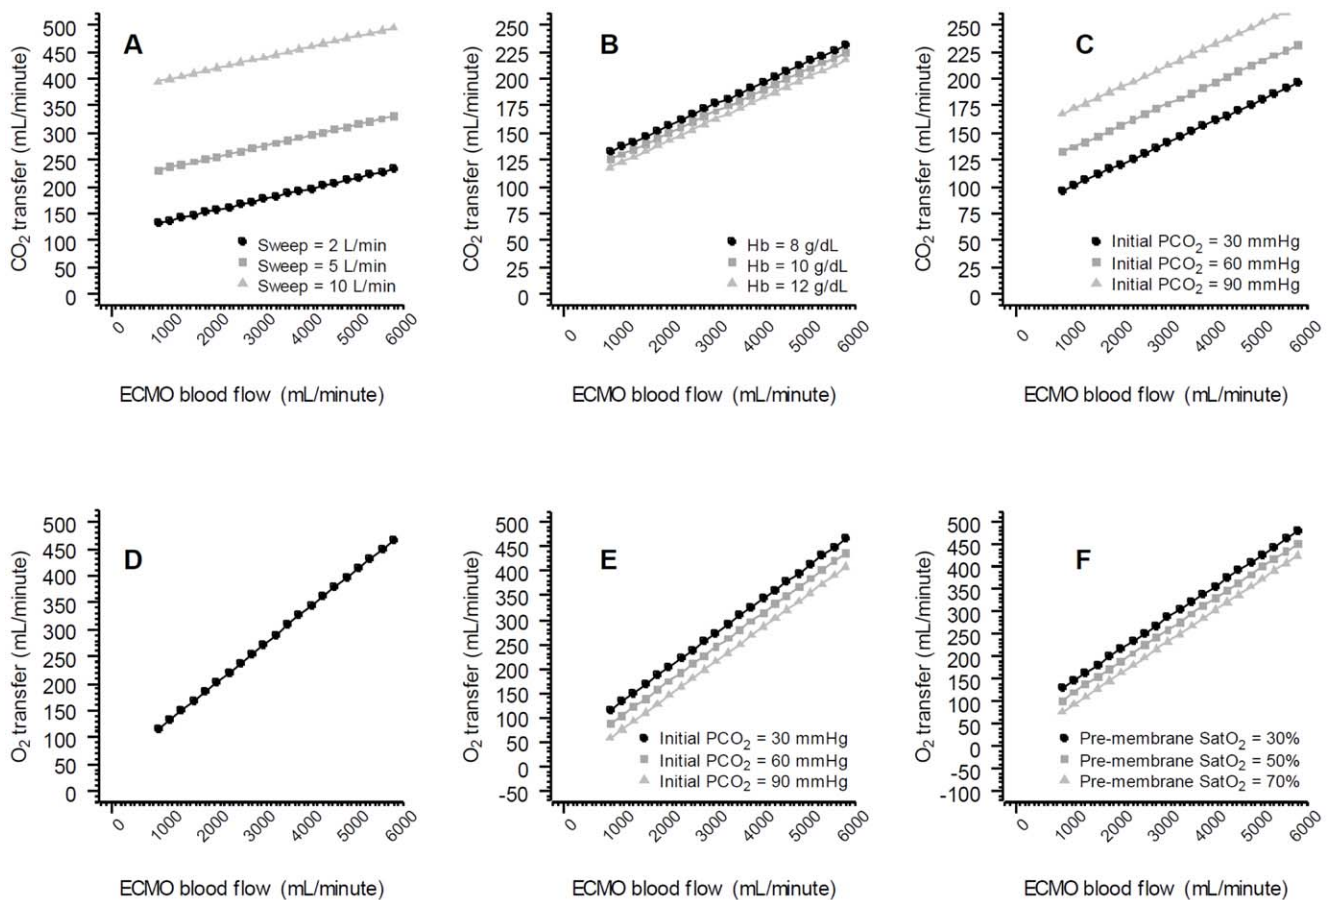 A
CO₂ transfer (mL/minute)
500
450
400
350
300
250
200
150
100
50
0
Sweep = 2 L/min
Sweep = 5 L/min
Sweep = 10 L/min
0 1000 2000 3000 4000 5000 6000
ECMO blood flow (mL/minute)
B
CO₂ transfer (mL/minute)
250
225
200
175
150
125
100
75
50
25
0
Hb = 8 g/dL
Hb = 10 g/dL
Hb = 12 g/dL
0 1000 2000 3000 4000 5000 6000
ECMO blood flow (mL/minute)
C
CO₂ transfer (mL/minute)
250
225
200
175
150
125
100
75
50
25
0
Initial PCO₂ = 30 mmHg
Initial PCO₂ = 60 mmHg
Initial PCO₂ = 90 mmHg
0 1000 2000 3000 4000 5000 6000
ECMO blood flow (mL/minute)
D
O₂ transfer (mL/minute)
500
450
400
350
300
250
200
150
100
50
0
0 1000 2000 3000 4000 5000 6000
ECMO blood flow (mL/minute)
E
O₂ transfer (mL/minute)
500
450
400
350
300
250
200
150
100
50
0
-50
Initial PCO₂ = 30 mmHg
Initial PCO₂ = 60 mmHg
Initial PCO₂ = 90 mmHg
0 1000 2000 3000 4000 5000 6000
ECMO blood flow (mL/minute)
F
O₂ transfer (mL/minute)
500
450
400
350
300
250
200
150
100
50
0
-50
-100
Pre-membrane SatO₂ = 30%
Pre-membrane SatO₂ = 50%
Pre-membrane SatO₂ = 70%
0 1000 2000 3000 4000 5000 6000
ECMO blood flow (mL/minute)